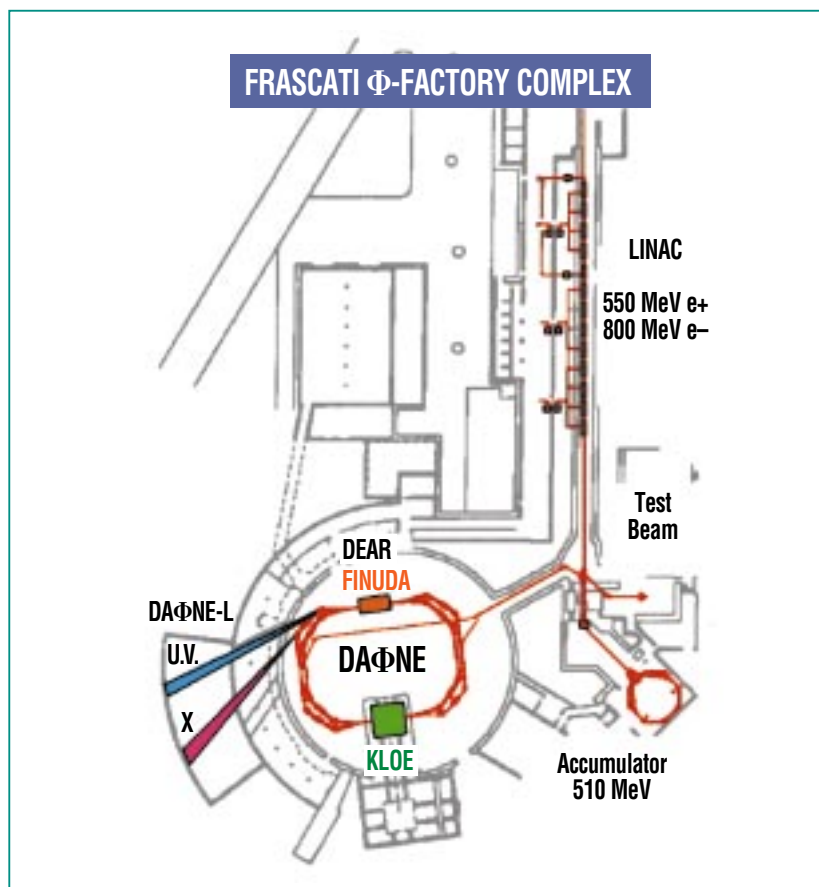 FRASCATI Φ-FACTORY COMPLEX
LINAC
550 MeV e+
800 MeV e–
Test
Beam
DEAR
FINUDA
DAΦNE-L
U.V.
DAΦNE
X
KLOE
Accumulator
510 MeV